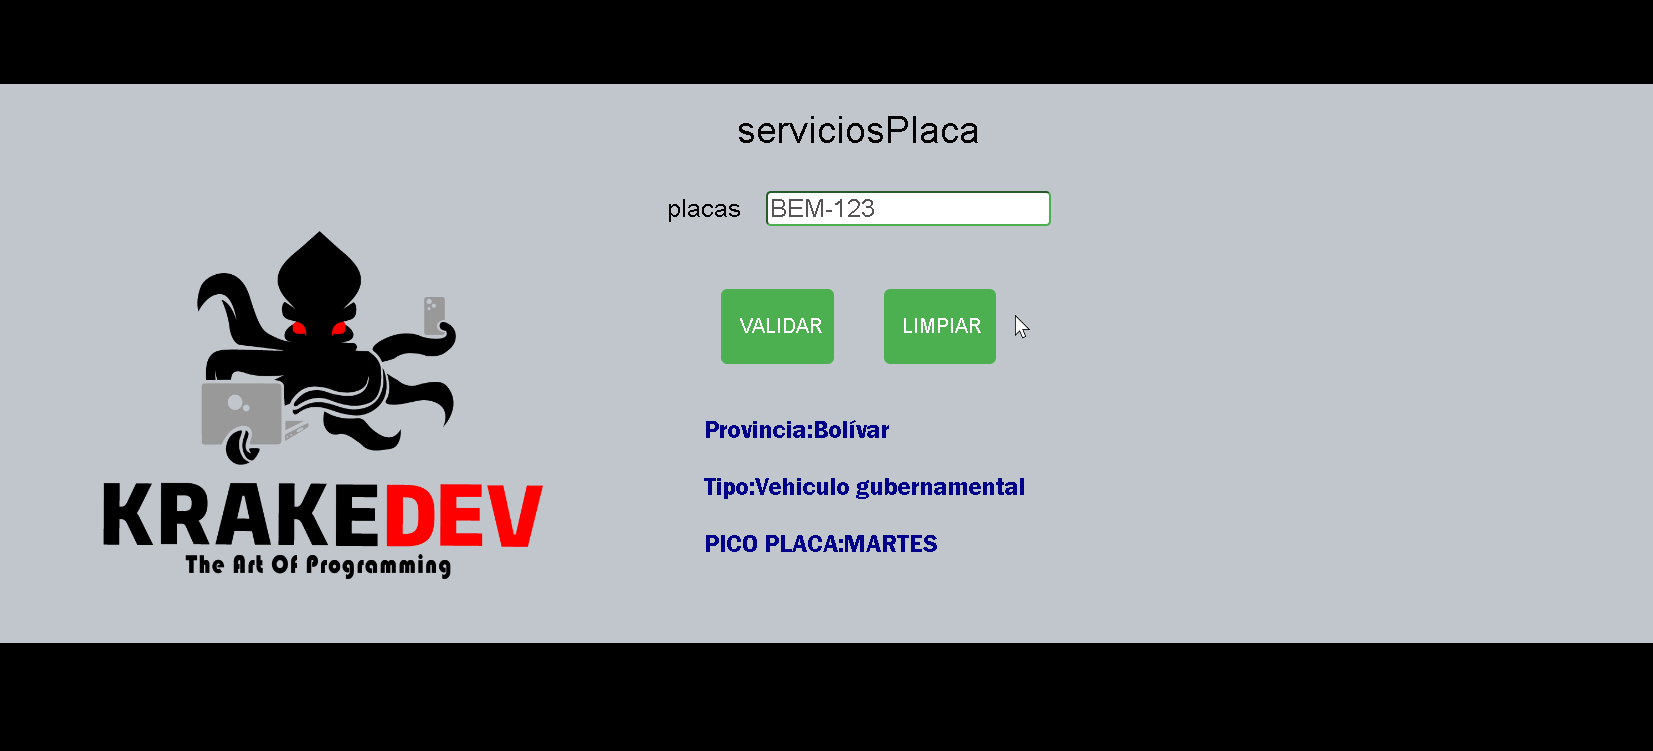 serviciosPlaca
placas BEM-123
VALIDAR LIMPIAR
Provincia:Bolívar
Tipo:Vehiculo gubernamental
PICO PLACA:MARTES
KRAKEDEV
The Art Of Programming